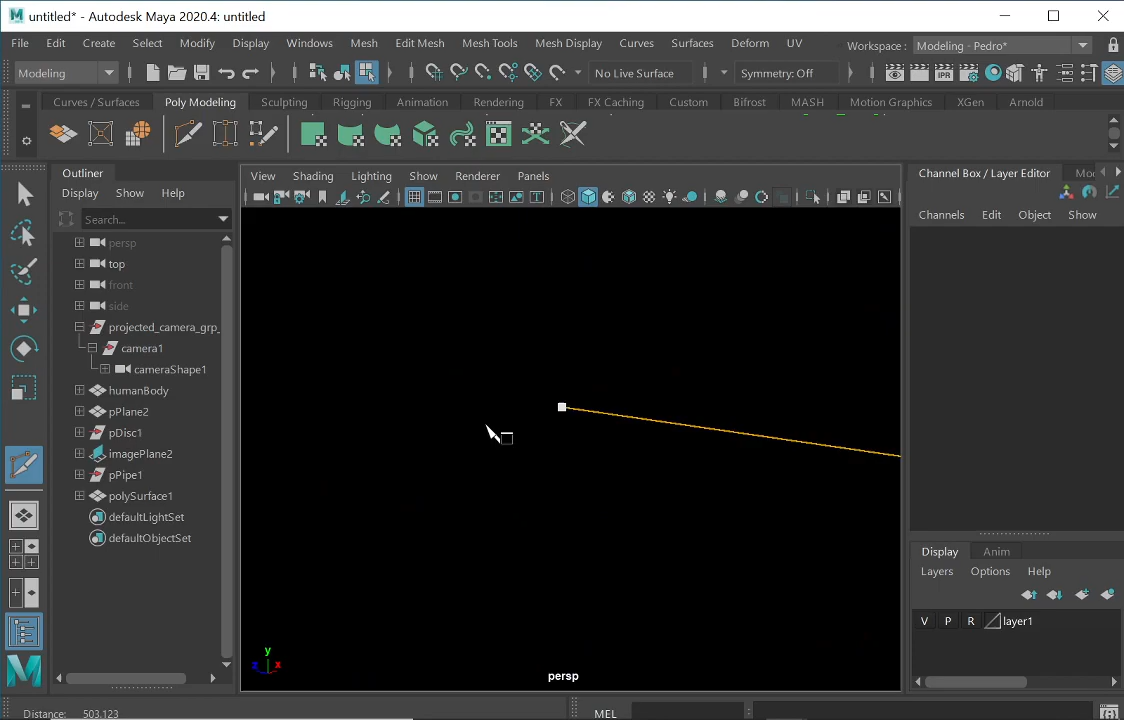 untitled* - Autodesk Maya 2020.4: untitled
File Edit Create Select Modify Display Windows Mesh Edit Mesh Mesh Tools Mesh Display Curves Surfaces Deform UV Workspace : Modeling - Pedro*
Modeling No Live Surface Symmetry: Off IPR
Curves / Surfaces Poly Modeling Sculpting Rigging Animation Rendering FX FX Caching Custom Bifrost MASH Motion Graphics XGen Arnold
Outliner
Display Show Help
Search...
persp
top
front
side
projected_camera_grp_
camera1
cameraShape1
humanBody
pPlane2
pDisc1
imagePlane2
pPipe1
polySurface1
defaultLightSet
defaultObjectSet
View Shading Lighting Show Renderer Panels
y
z x
persp
Channel Box / Layer Editor Mo
Channels Edit Object Show
Display Anim
Layers Options Help
V P R layer1
Distance: 503.123 MEL :